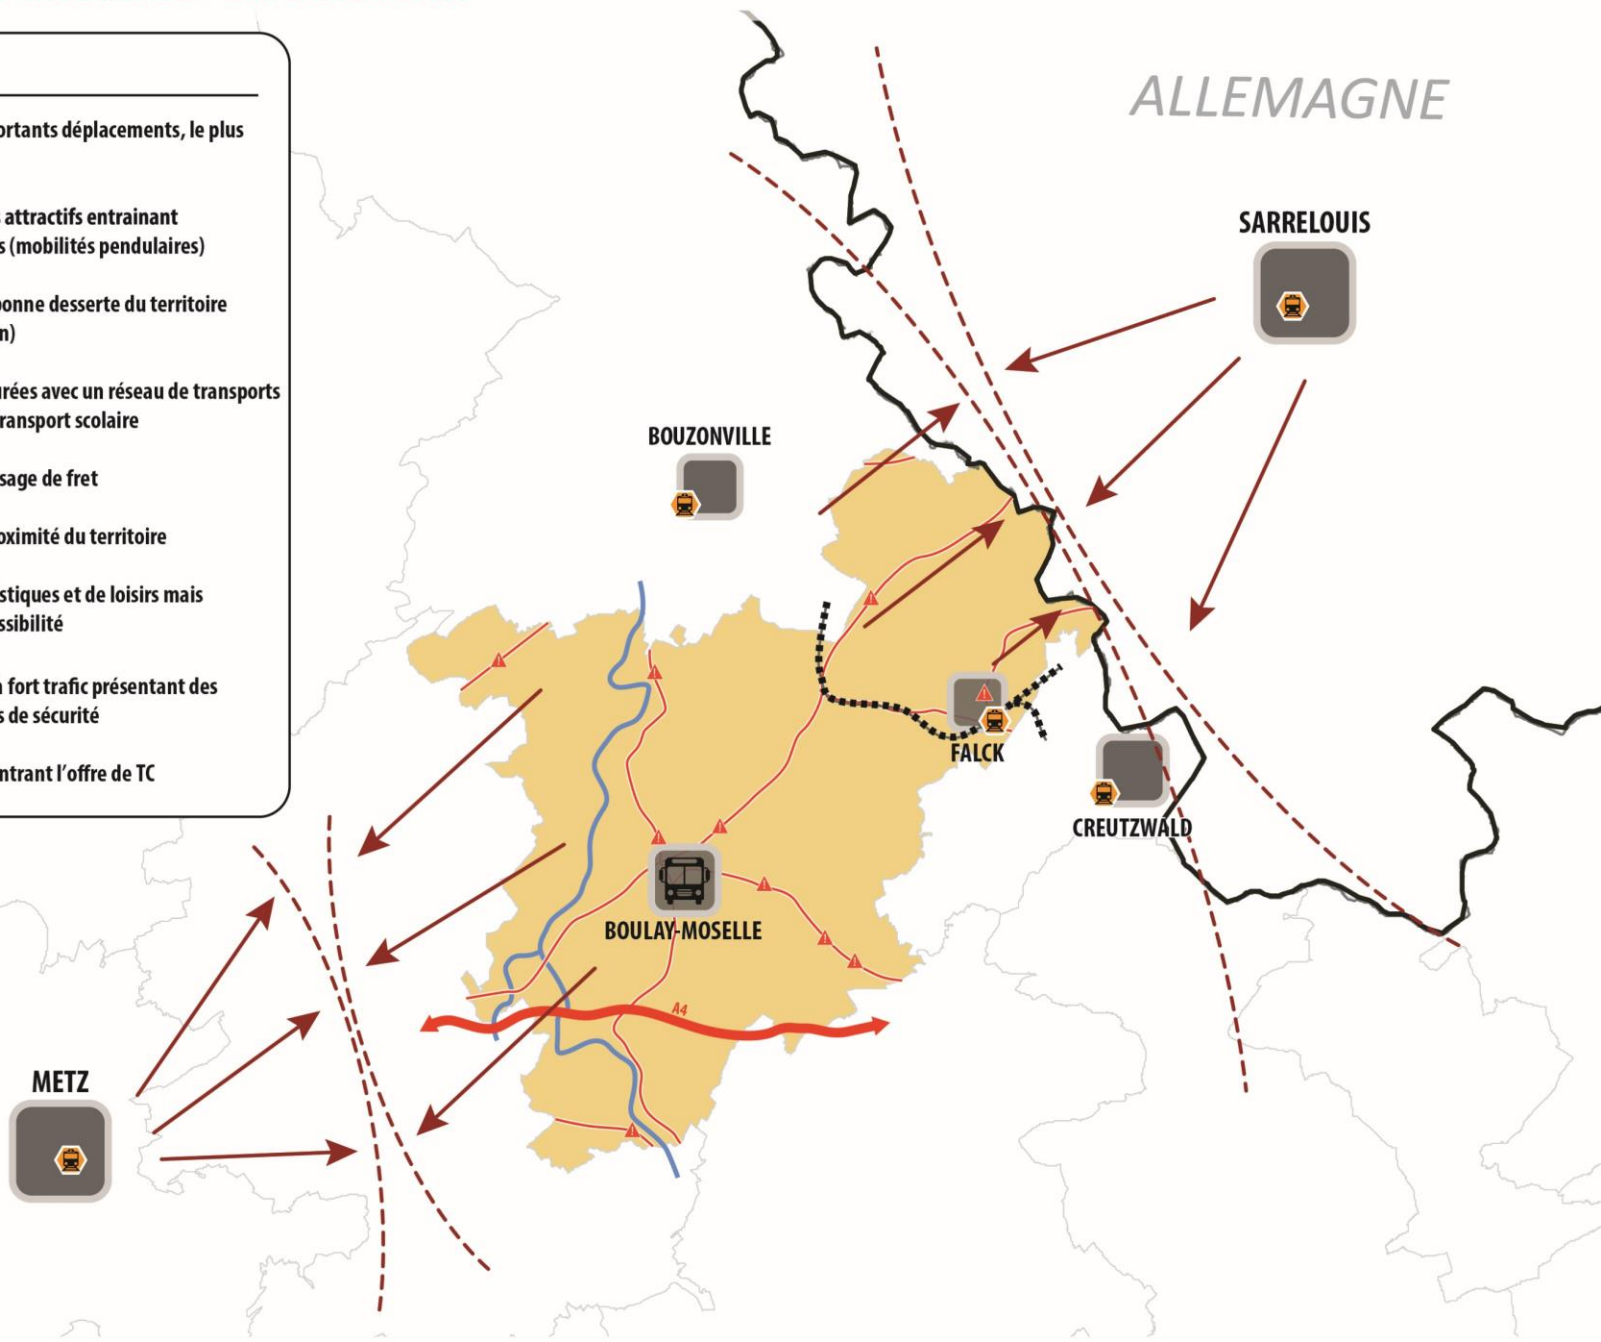 ortants déplacements, le plus
attractifs entrainant
s (mobilités pendulaires)
bonne desserte du territoire
n)
urées avec un réseau de transports
ransport scolaire
sage de fret
oximité du territoire
stiques et de loisirs mais
ssibilité
fort trafic présentant des
s de sécurité
ntrant l'offre de TC
ALLEMAGNE
SARRELOUIS
BOUZONVILLE
FALCK
CREUTZWALD
BOULAY-MOSELLE
A4
METZ